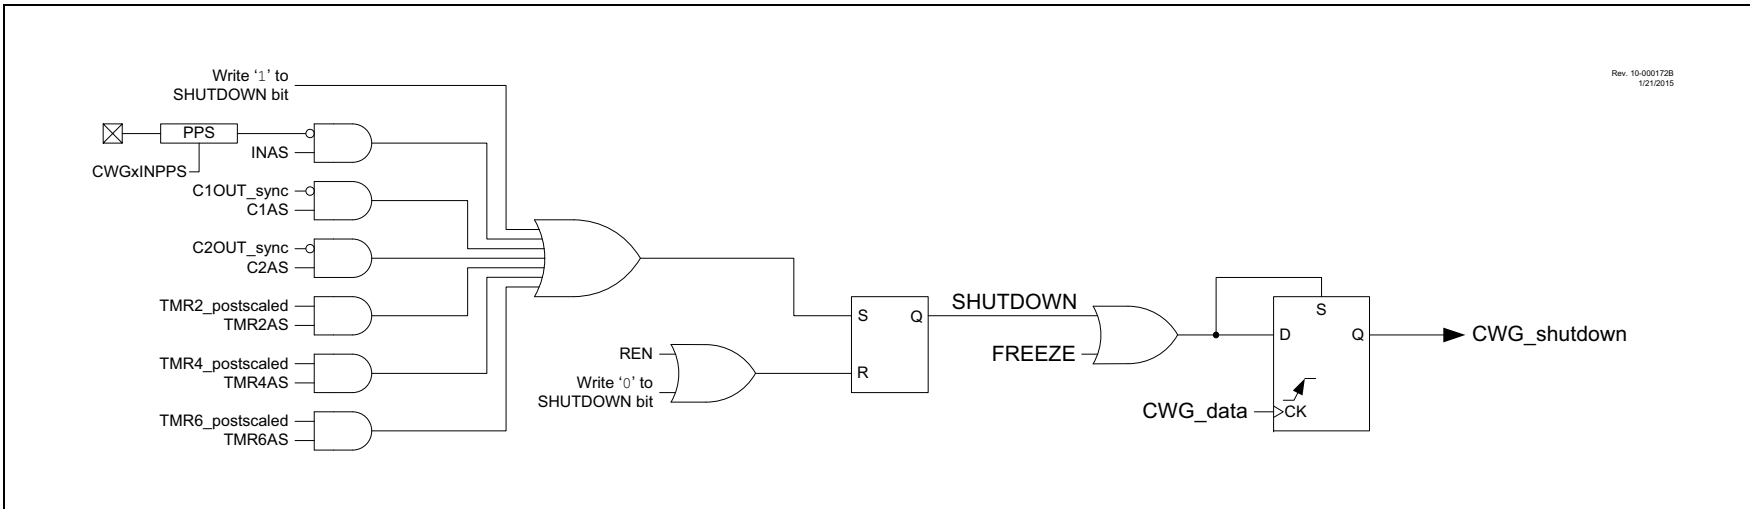 Rev. 10-000172B
1/21/2015
Write ‘1’ to
SHUTDOWN bit
PPS
INAS
CWGxINPPS
C1OUT_sync
C1AS
C2OUT_sync
C2AS
TMR2_postscaled
TMR2AS
TMR4_postscaled
TMR4AS
TMR6_postscaled
TMR6AS
REN
Write ‘0’ to
SHUTDOWN bit
S
Q
R
SHUTDOWN
FREEZE
S
D
Q
CWG_data
CK
CWG_shutdown